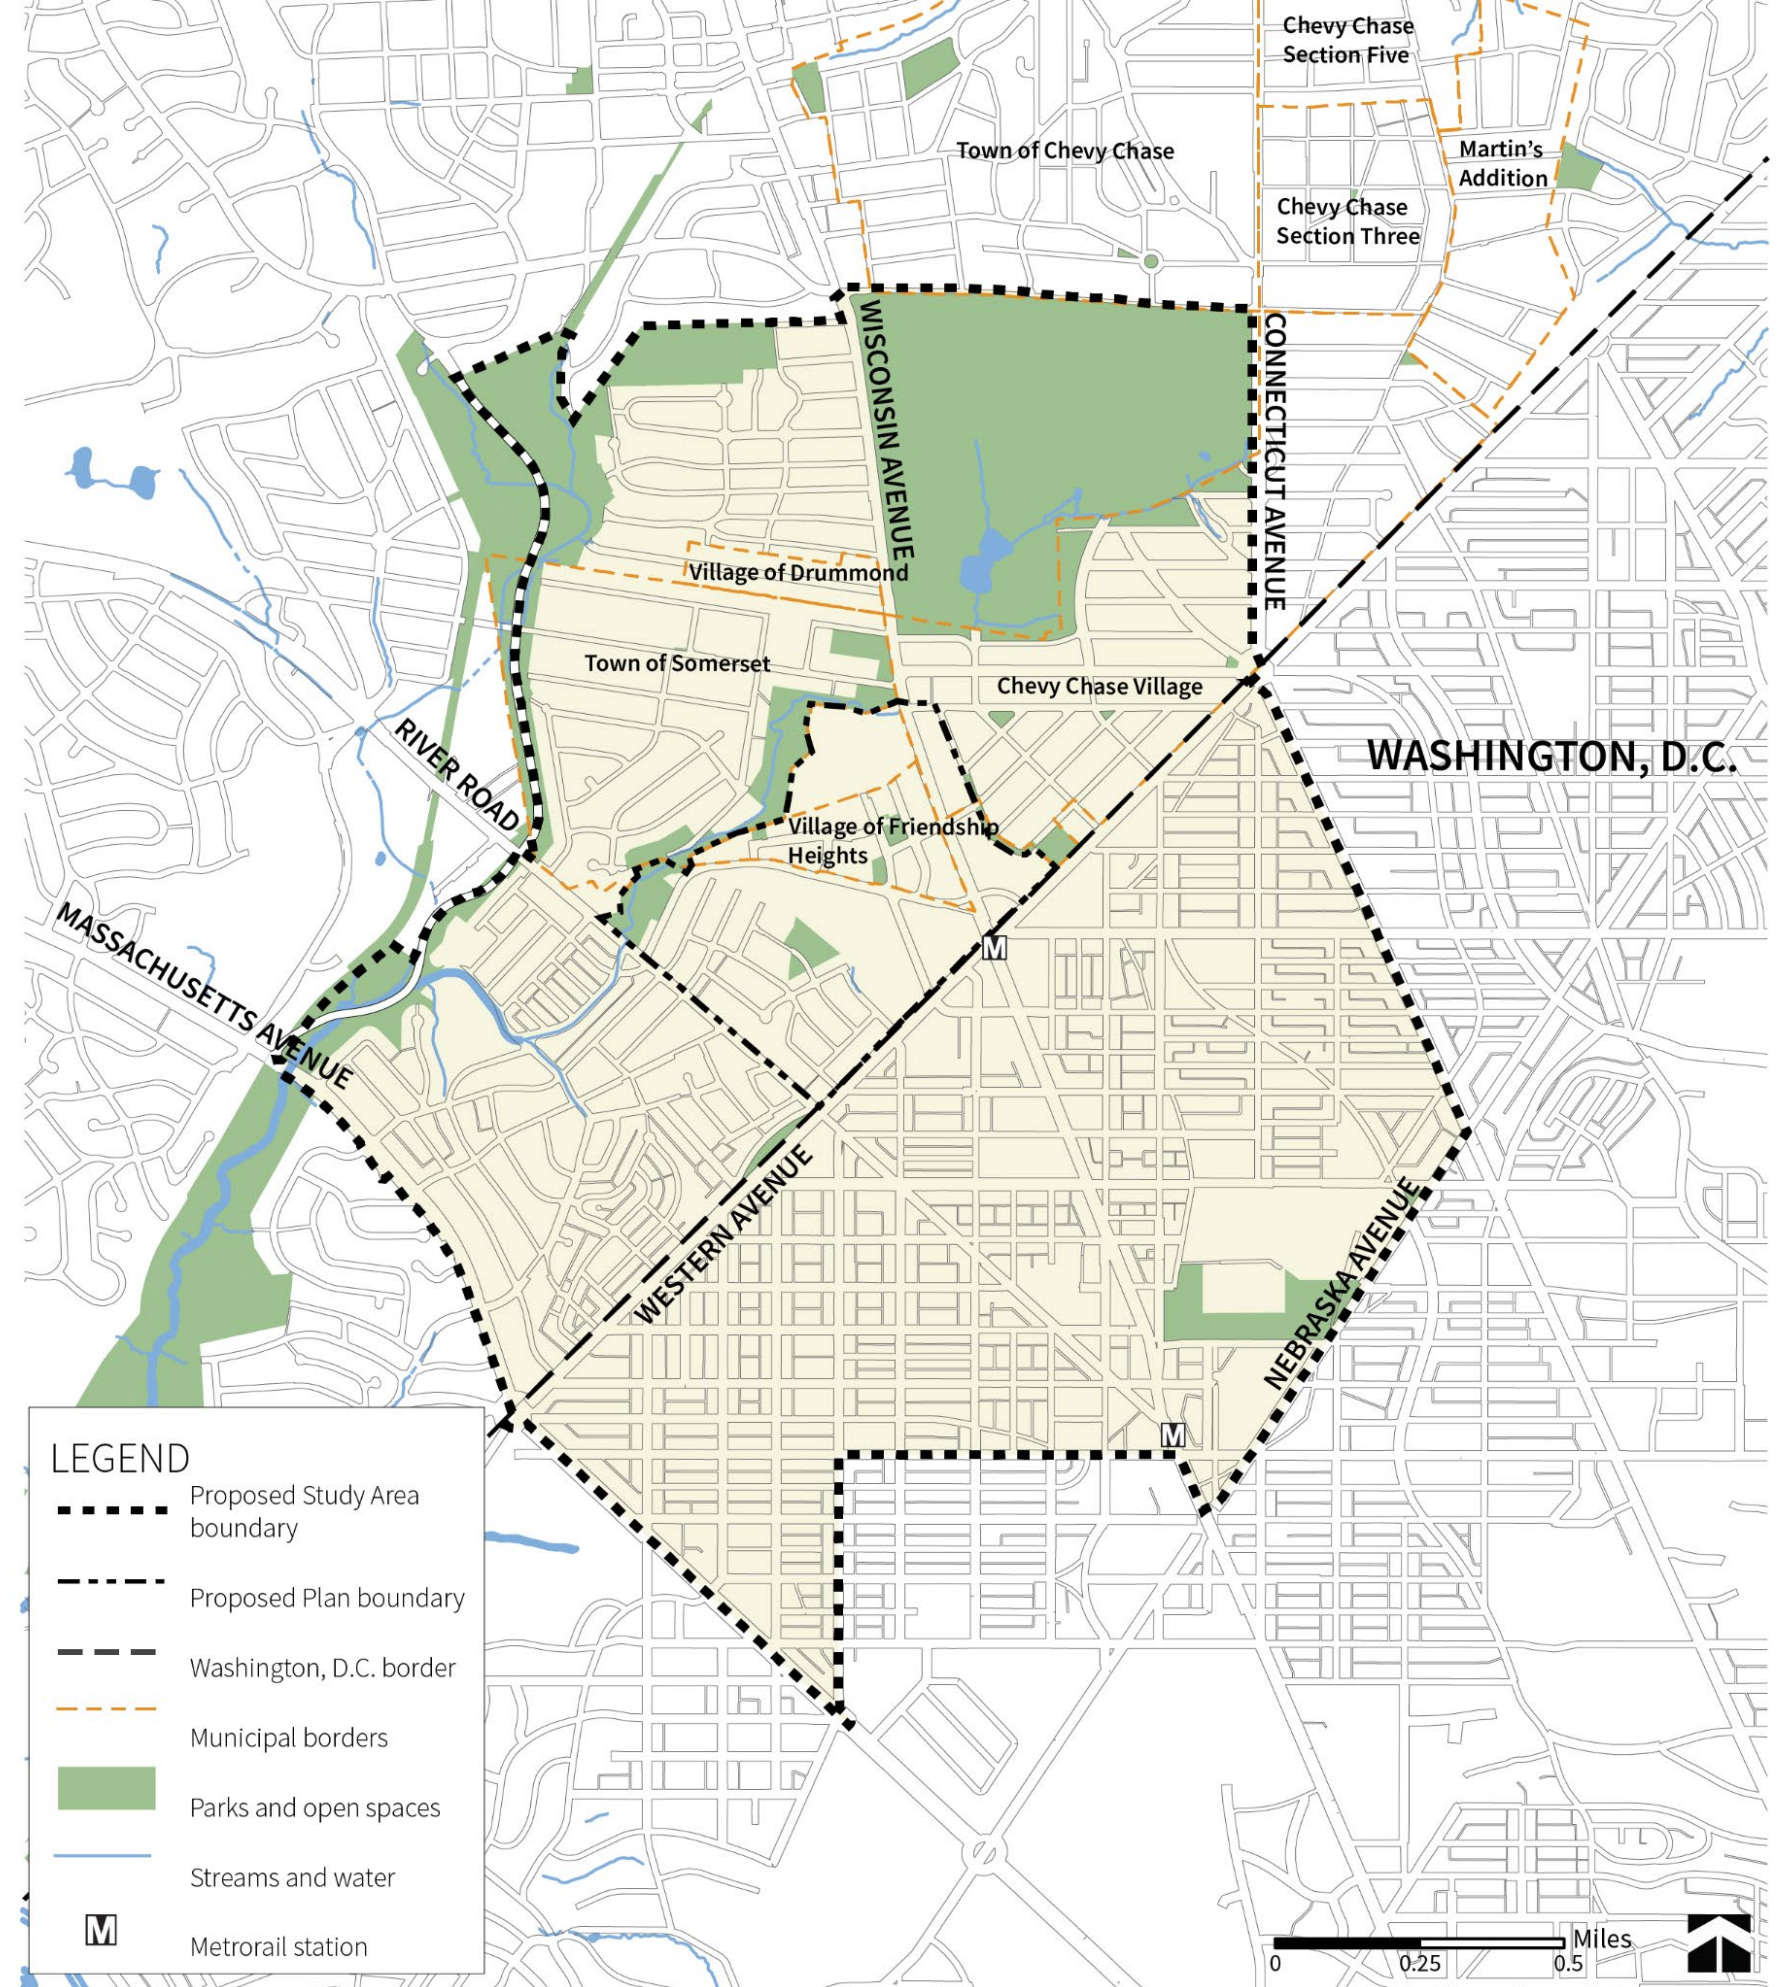 Chevy Chase
Section Five
Town of Chevy Chase
Martin's
Addition
Chevy Chase
Section Three
WISCONSIN AVENUE
CONNECTICUT AVENUE
Village of Drummond
Town of Somerset
Chevy Chase Village
RIVER ROAD
WASHINGTON, D.C.
Village of Friendship
Heights
MASSACHUSETTS AVENUE
M
WESTERN AVENUE
NEBRASKA AVENUE
M
LEGEND
Proposed Study Area
boundary
Proposed Plan boundary
Washington, D.C. border
Municipal borders
Parks and open spaces
Streams and water
M
Metrorail station
Miles
0 0.25 0.5